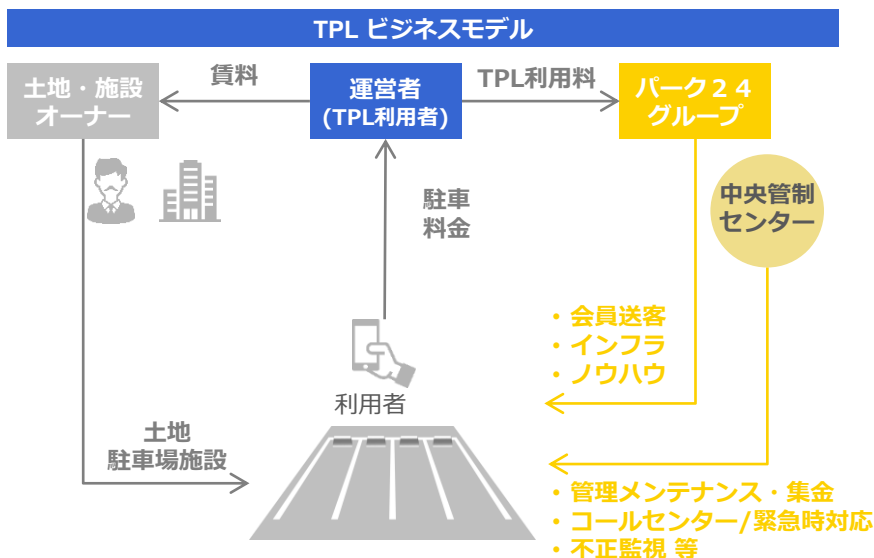 TPL ビジネスモデル
土地・施設
オーナー
賃料
運営者
(TPL利用者)
TPL利用料
パーク２４
グループ
中央管制
センター
駐車
料金
・会員送客
・インフラ
・ノウハウ
利用者
土地
駐車場施設
・管理メンテナンス・集金
・コールセンター/緊急時対応
・不正監視 等